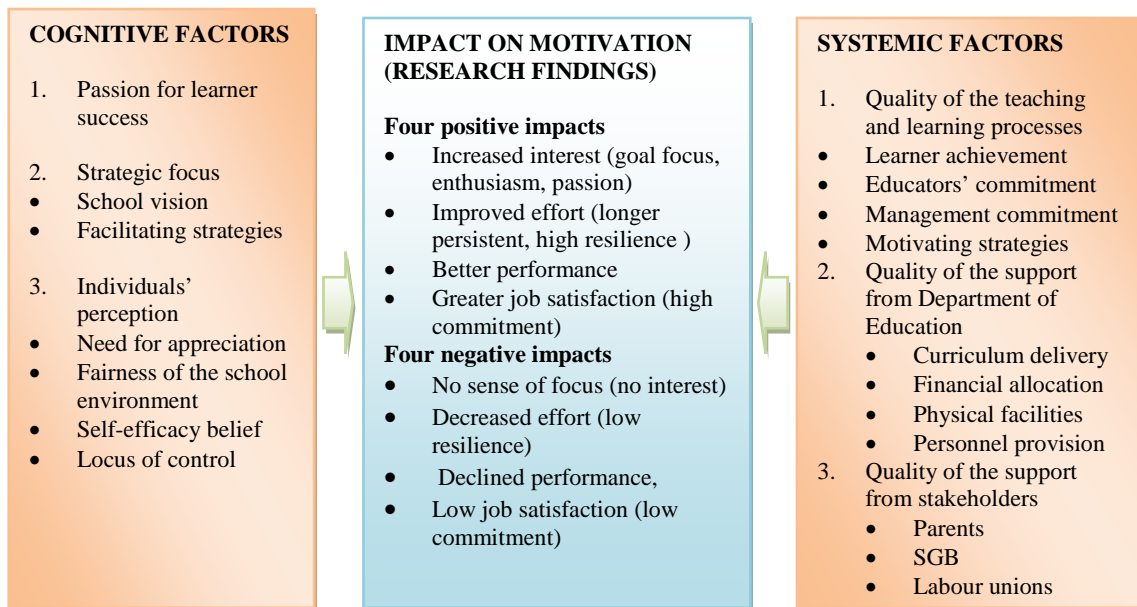 COGNITIVE FACTORS
1. Passion for learner
success
2. Strategic focus
• School vision
• Facilitating strategies
3. Individuals’
perception
• Need for appreciation
• Fairness of the school
environment
• Self-efficacy belief
• Locus of control
IMPACT ON MOTIVATION
(RESEARCH FINDINGS)
Four positive impacts
• Increased interest (goal focus,
enthusiasm, passion)
• Improved effort (longer
persistent, high resilience )
• Better performance
• Greater job satisfaction (high
commitment)
Four negative impacts
• No sense of focus (no interest)
• Decreased effort (low
resilience)
• Declined performance,
• Low job satisfaction (low
commitment)
SYSTEMIC FACTORS
1. Quality of the teaching
and learning processes
• Learner achievement
• Educators’ commitment
• Management commitment
• Motivating strategies
2. Quality of the support
from Department of
Education
• Curriculum delivery
• Financial allocation
• Physical facilities
• Personnel provision
3. Quality of the support
from stakeholders
• Parents
• SGB
• Labour unions